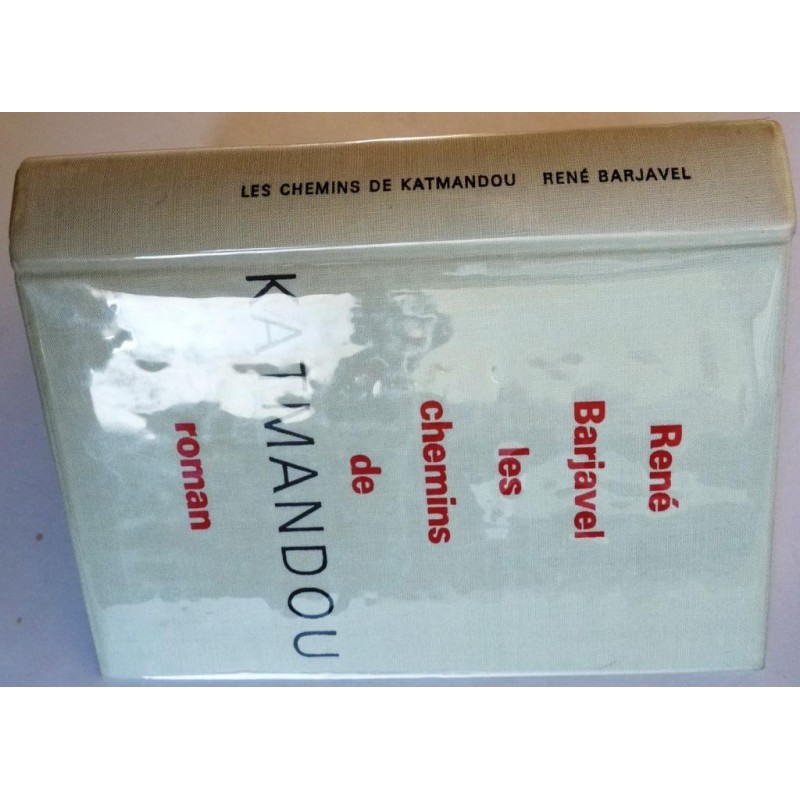 LES CHEMINS DE KATMANDOU RENÉ BARJAVEL
René
Barjavel
les
chemins
de
KATMANDOU
roman